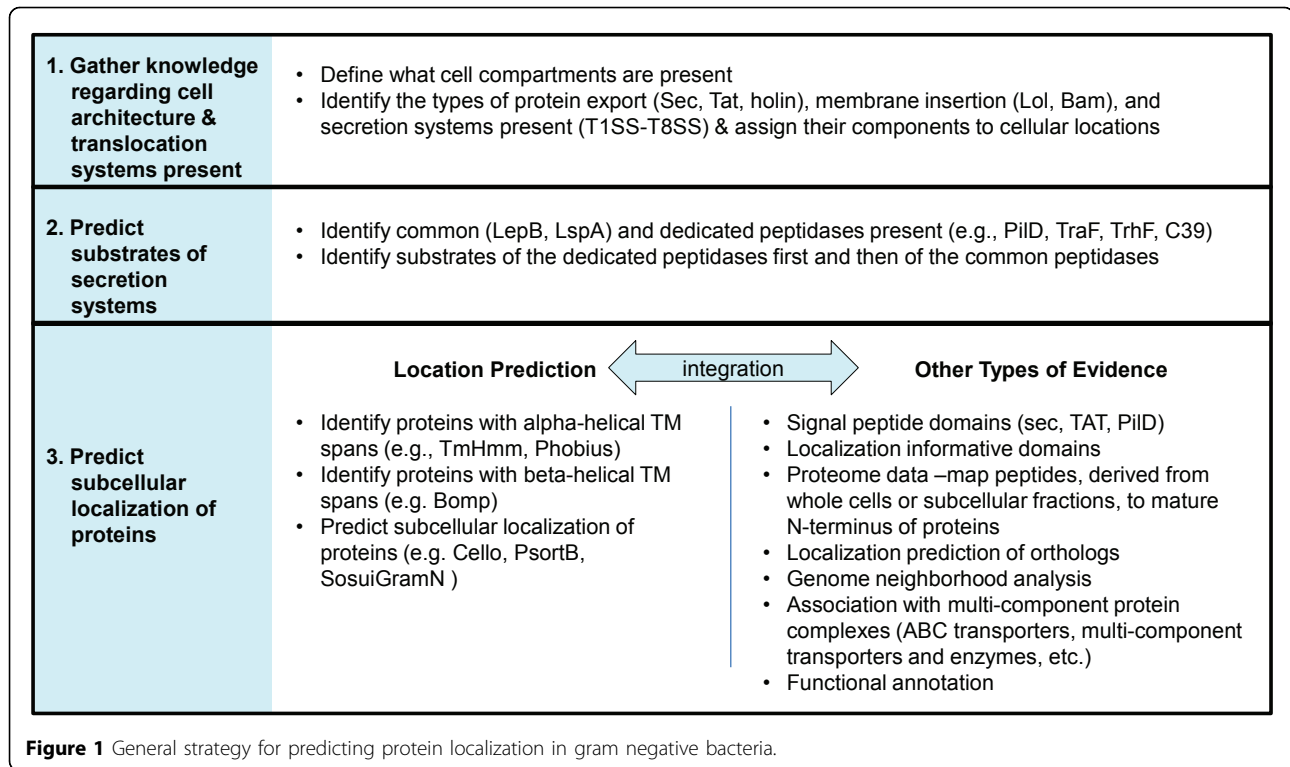 1. Gather knowledge
regarding cell
architecture &
translocation
systems present
• Define what cell compartments are present
• Identify the types of protein export (Sec, Tat, holin), membrane insertion (Lol, Bam), and
secretion systems present (T1SS-T8SS) & assign their components to cellular locations
2. Predict
substrates of
secretion
systems
• Identify common (LepB, LspA) and dedicated peptidases present (e.g., PilD, TraF, TrhF, C39)
• Identify substrates of the dedicated peptidases first and then of the common peptidases
3. Predict
subcellular
localization of
proteins
Location Prediction
integration
Other Types of Evidence
• Identify proteins with alpha-helical TM
spans (e.g., TmHmm, Phobius)
• Identify proteins with beta-helical TM
spans (e.g. Bomp)
• Predict subcellular localization of
proteins (e.g. Cello, PsortB,
SosuiGramN )
• Signal peptide domains (sec, TAT, PilD)
• Localization informative domains
• Proteome data –map peptides, derived from
whole cells or subcellular fractions, to mature
N-terminus of proteins
• Localization prediction of orthologs
• Genome neighborhood analysis
• Association with multi-component protein
complexes (ABC transporters, multi-component
transporters and enzymes, etc.)
• Functional annotation
Figure 1 General strategy for predicting protein localization in gram negative bacteria.